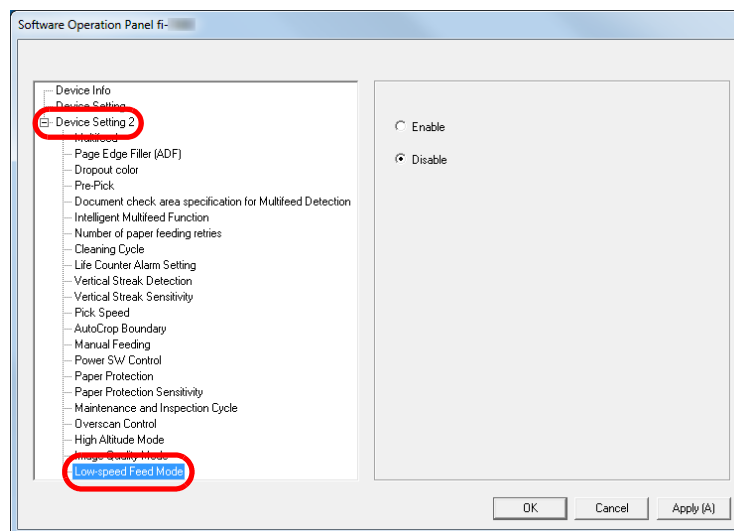 Software Operation Panel fi-
Device Info
Device Setting
Device Setting 2
Multifeed
Page Edge Filler (ADF)
Dropout color
Pre-Pick
Document check area specification for Multifeed Detection
Intelligent Multifeed Function
Number of paper feeding retries
Cleaning Cycle
Life Counter Alarm Setting
Vertical Streak Detection
Vertical Streak Sensitivity
Pick Speed
AutoCrop Boundary
Manual Feeding
Power SW Control
Paper Protection
Paper Protection Sensitivity
Maintenance and Inspection Cycle
Overscan Control
High Altitude Mode
Image Quality Mode
Low-speed Feed Mode
Enable
Disable
OK
Cancel
Apply (A)